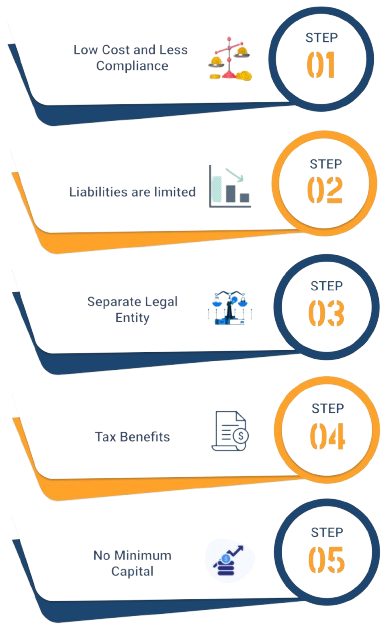 Low Cost and Less
Compliance
STEP
01
Liabilities are limited
STEP
02
Separate Legal
Entity
STEP
03
Tax Benefits
$
STEP
04
No Minimum
Capital
STEP
05